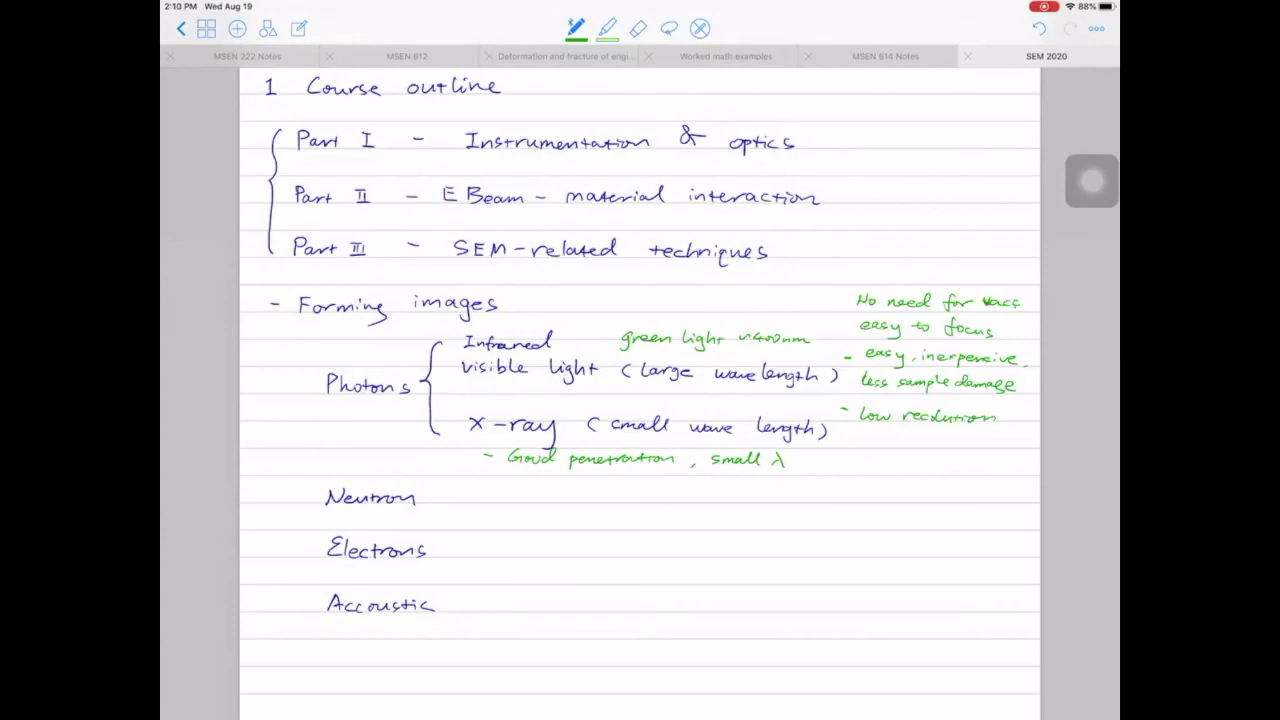 2:10 PM Wed Aug 19
88%
MSEN 222 Notes
MSEN 612
Deformation and fracture of engi...
Worked math examples
MSEN 614 Notes
SEM 2020
1 Course outline
Part I - Instrumentation & optics
Part II - E Beam - material interaction
Part III - SEM-related techniques
- Forming images
No need for vacc
easy to focus
Infrared
green light ~400nm
- easy, inexpensive,
visible light (large wave length)
less sample damage
Photons
- low resolution
X-ray (small wave length)
- Good penetration, small λ
Neutron
Electrons
Accoustic